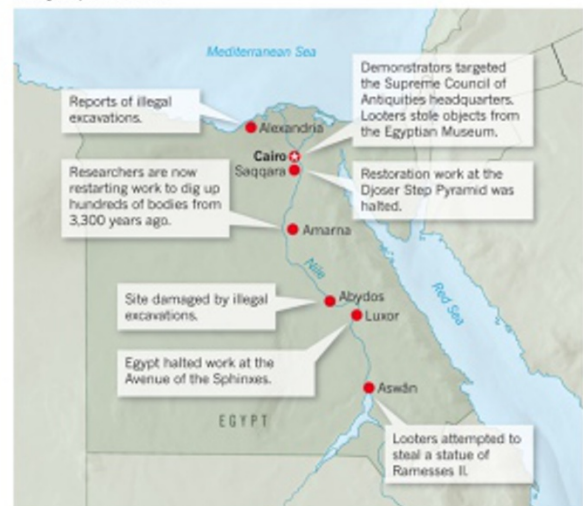 Mediterranean Sea
Demonstrators targeted
the Supreme Council of
Antiquities headquarters.
Looters stole objects from
the Egyptian Museum.
Reports of illegal
excavations.
Alexandria
Cairo
Saqqara
Researchers are now
restarting work to dig up
hundreds of bodies from
3,300 years ago.
Restoration work at the
Djoser Step Pyramid was
halted.
Amarna
Nile
Red Sea
Site damaged by illegal
excavations.
Abydos
Luxor
Egypt halted work at the
Avenue of the Sphinxes.
Aswân
EGYPT
Looters attempted to
steal a statue of
Ramesses II.